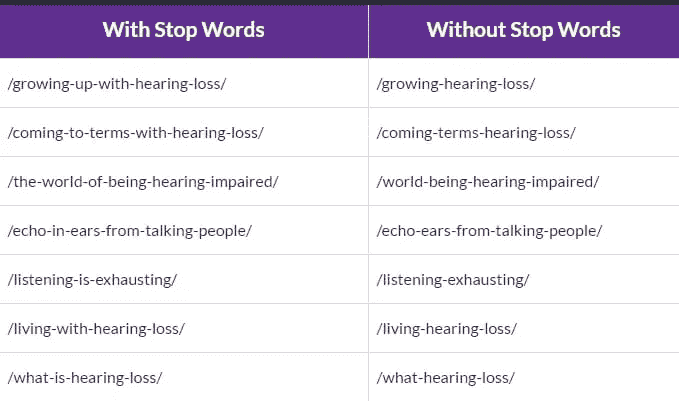 With Stop Words Without Stop Words
/growing-up-with-hearing-loss/ /growing-hearing-loss/
/coming-to-terms-with-hearing-loss/ /coming-terms-hearing-loss/
/the-world-of-being-hearing-impaired/ /world-being-hearing-impaired/
/echo-in-ears-from-talking-people/ /echo-ears-from-talking-people/
/listening-is-exhausting/ /listening-exhausting/
/living-with-hearing-loss/ /living-hearing-loss/
/what-is-hearing-loss/ /what-hearing-loss/